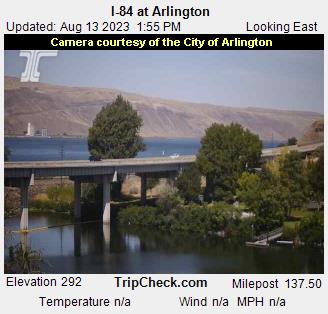 I-84 at Arlington
Updated: Aug 13 2023 1:55 PM Looking East
Camera courtesy of the City of Arlington
Elevation 292 TripCheck.com Milepost 137.50
Temperature n/a Wind n/a MPH n/a